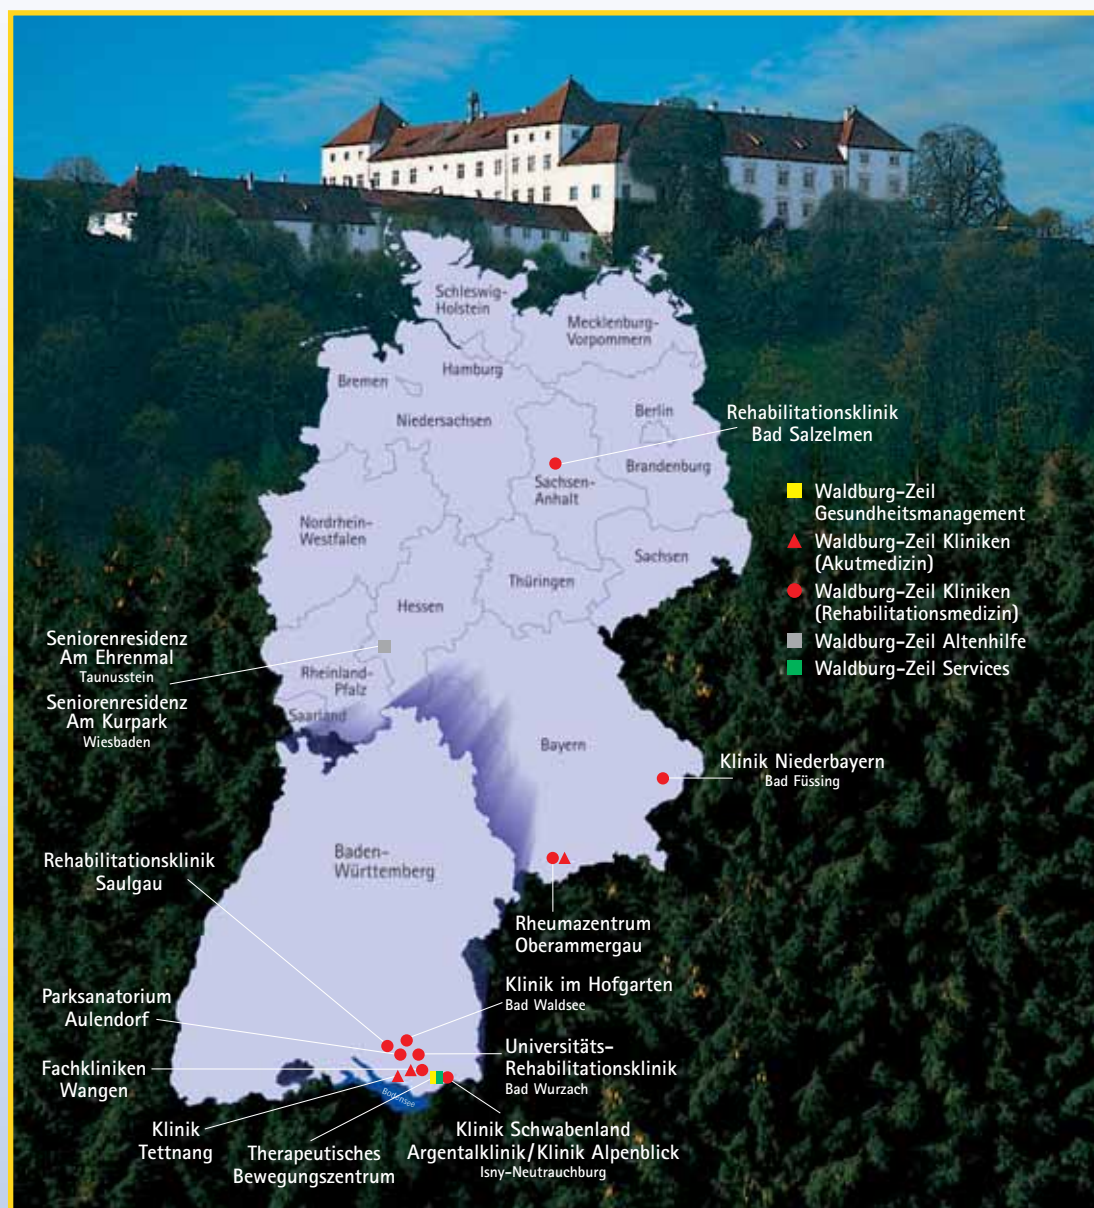 Schleswig-
Holstein
Mecklenburg-
Vorpommern
Hamburg
Bremen
Niedersachsen
Berlin
Brandenburg
Sachsen-
Anhalt
Nordrhein-
Westfalen
Sachsen
Thüringen
Hessen
Rheinland-
Pfalz
Saarland
Bayern
Baden-
Württemberg
Bodensee
Rehabilitationsklinik
Bad Salzelmen
Waldburg-Zeil
Gesundheitsmanagement
Waldburg-Zeil Kliniken
(Akutmedizin)
Waldburg-Zeil Kliniken
(Rehabilitationsmedizin)
Waldburg-Zeil Altenhilfe
Waldburg-Zeil Services
Seniorenresidenz
Am Ehrenmal
Taunusstein
Seniorenresidenz
Am Kurpark
Wiesbaden
Klinik Niederbayern
Bad Füssing
Rehabilitationsklinik
Saulgau
Rheumazentrum
Oberammergau
Parksanatorium
Aulendorf
Klinik im Hofgarten
Bad Waldsee
Fachkliniken
Wangen
Universitäts-
Rehabilitationsklinik
Bad Wurzach
Klinik
Tettnang
Therapeutisches
Bewegungszentrum
Klinik Schwabenland
Argentalklinik/Klinik Alpenblick
Isny-Neutrauchburg